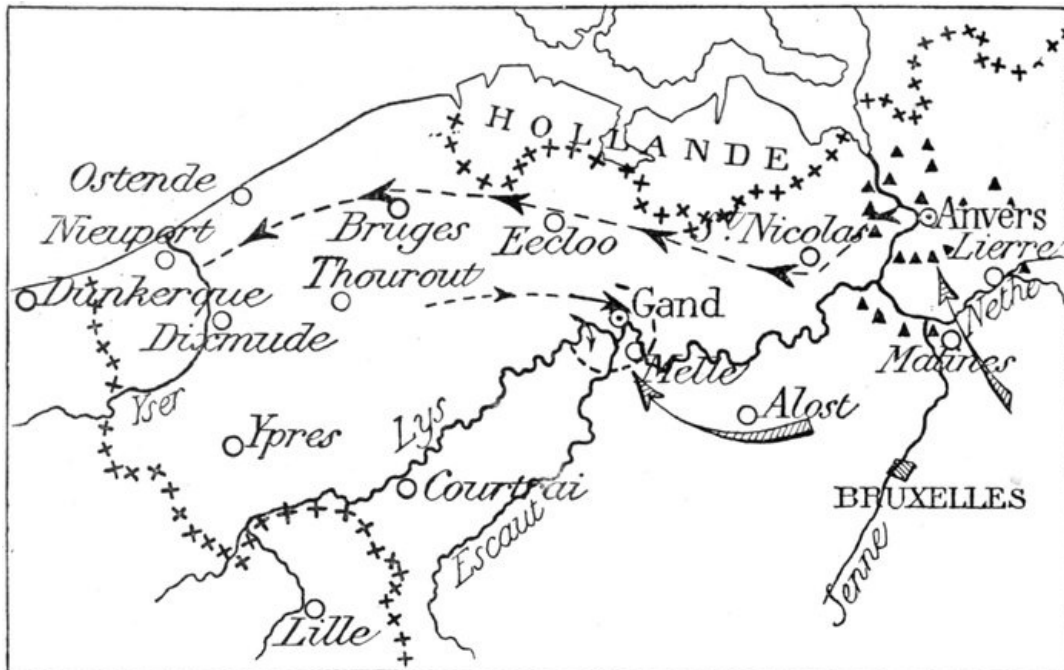 HOLLANDE
Ostende
Nieuport
Bruges
Eecloo
St Nicolas
Anvers
Lierre
Dunkerque
Thourout
Gand
Nethe
Dixmude
Melle
Malines
Yser
Ypres
Lys
Alost
Courtrai
BRUXELLES
Escaut
Senne
Lille